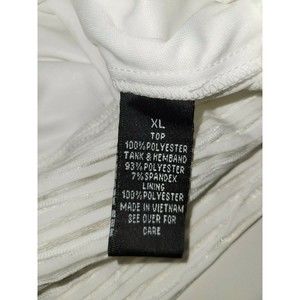 XL
TOP
100%POLYESTER
TANK & HEMBAND
93%POLYESTER
7%SPANDEX
LINING
100%POLYESTER
MADE IN VIETNAM
SEE OVER FOR
CARE